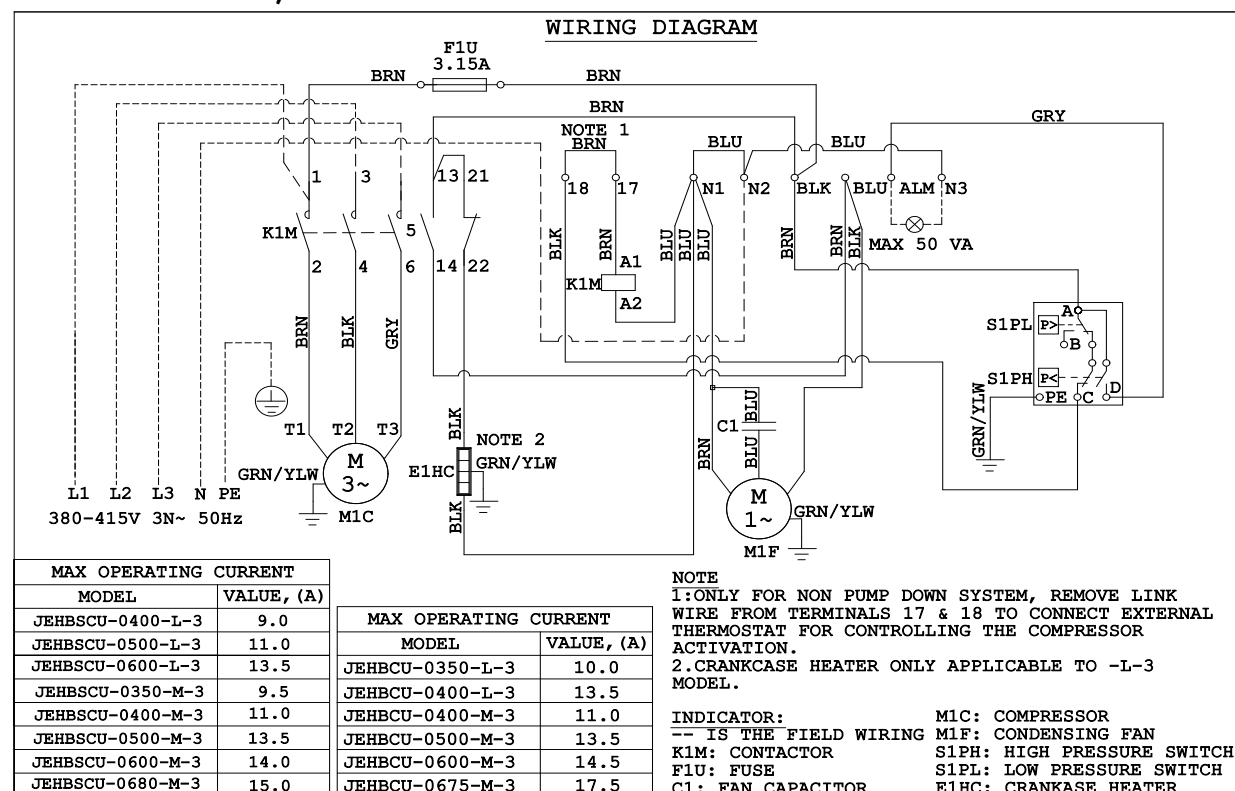 WIRING DIAGRAM
F1U
3.15A
BRN BRN
BRN
NOTE 1
BRN
BLU BLU
GRY
1 3 13 21
18 17 N1 N2 BLK BLU ALM N3
K1M 5
MAX 50 VA
BLK BRN BLU BLU BLU BRN BRN BLK
2 4 6 14 22
A1
K1M
A2
BRN BLK GRY
S1PL P> A
B
S1PH P<
PE C D
GRN/YLW
T1 T2 T3
BLK
NOTE 2
C1
BLU
BLU
BRN
GRN/YLW
M
3~
M1C
E1HC
GRN/YLW
BLK
M
1~
M1F
GRN/YLW
L1 L2 L3 N PE
380-415V 3N~ 50Hz
MAX OPERATING CURRENT
MODEL VALUE,(A)
JEHBSCU-0400-L-3 9.0
JEHBSCU-0500-L-3 11.0
JEHBSCU-0600-L-3 13.5
JEHBSCU-0350-M-3 9.5
JEHBSCU-0400-M-3 11.0
JEHBSCU-0500-M-3 13.5
JEHBSCU-0600-M-3 14.0
JEHBSCU-0680-M-3 15.0
MAX OPERATING CURRENT
MODEL VALUE,(A)
JEHBCU-0350-L-3 10.0
JEHBCU-0400-L-3 13.5
JEHBCU-0400-M-3 11.0
JEHBCU-0500-M-3 13.5
JEHBCU-0600-M-3 14.5
JEHBCU-0675-M-3 17.5
NOTE
1:ONLY FOR NON PUMP DOWN SYSTEM, REMOVE LINK
WIRE FROM TERMINALS 17 & 18 TO CONNECT EXTERNAL
THERMOSTAT FOR CONTROLLING THE COMPRESSOR
ACTIVATION.
2.CRANKCASE HEATER ONLY APPLICABLE TO -L-3
MODEL.
INDICATOR:
-- IS THE FIELD WIRING
K1M: CONTACTOR
F1U: FUSE
C1: FAN CAPACITOR
M1C: COMPRESSOR
M1F: CONDENSING FAN
S1PH: HIGH PRESSURE SWITCH
S1PL: LOW PRESSURE SWITCH
E1HC: CRANKASE HEATER